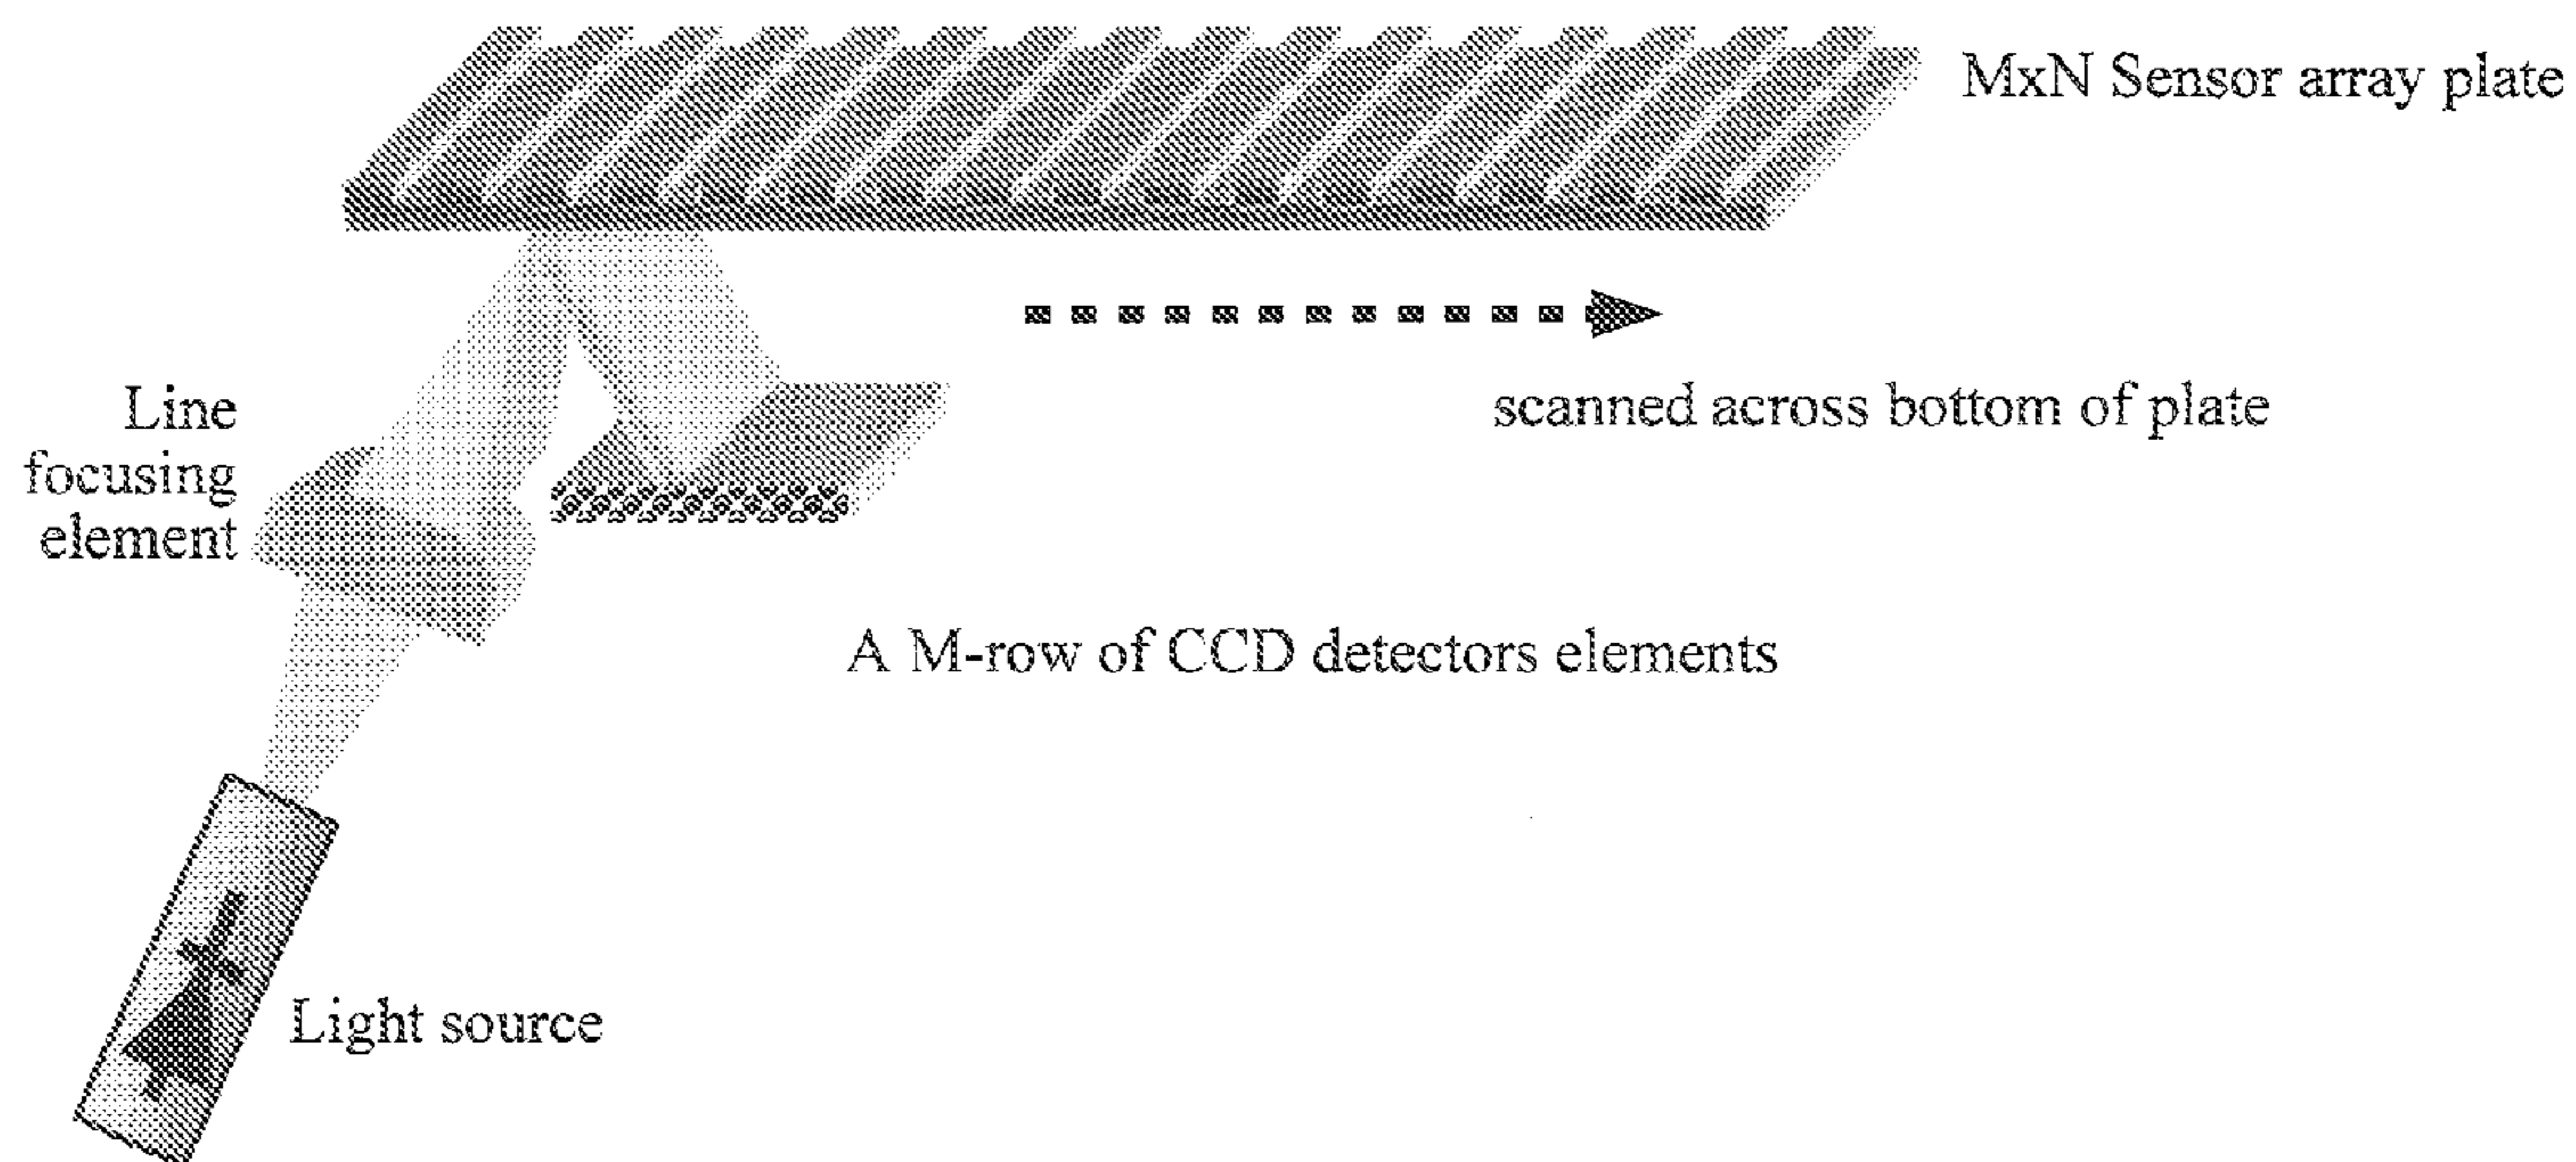 MxN Sensor array plate
scanned across bottom of plate
Line
focusing
element
A M-row of CCD detectors elements
Light source